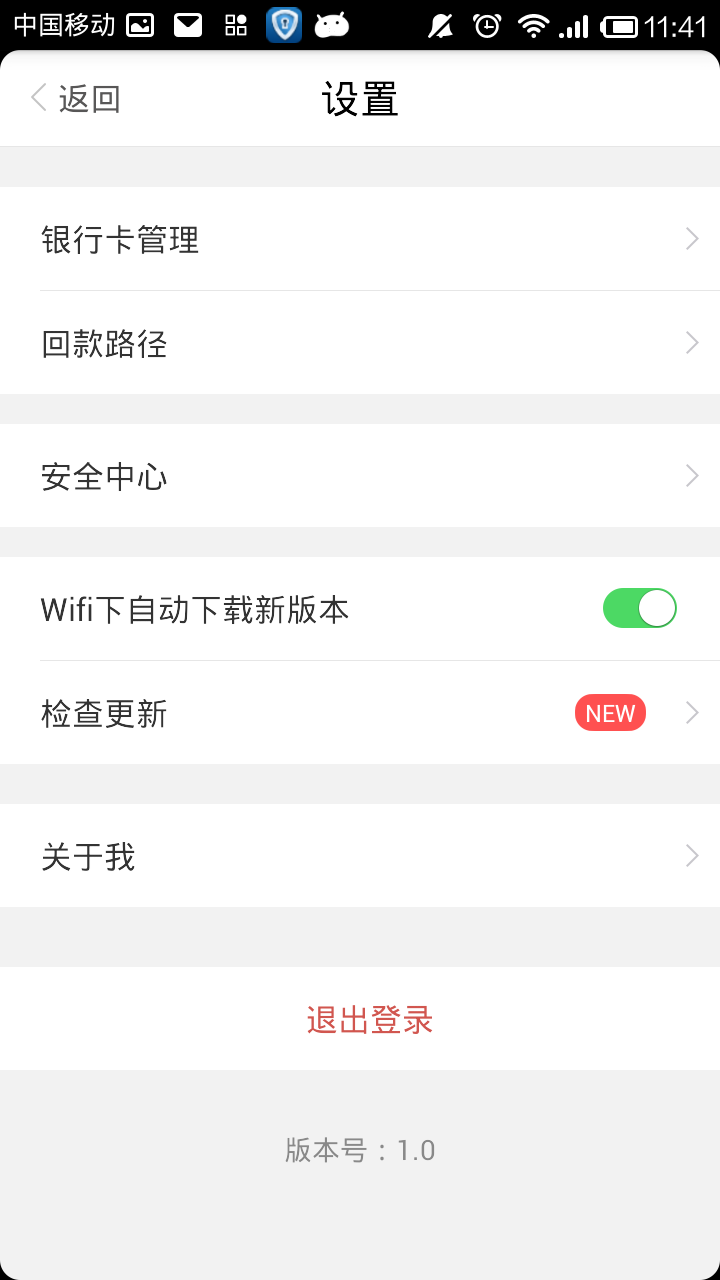 中国移动 11:41
返回 设置
银行卡管理
回款路径
安全中心
Wifi下自动下载新版本
检查更新 NEW
关于我
退出登录
版本号：1.0